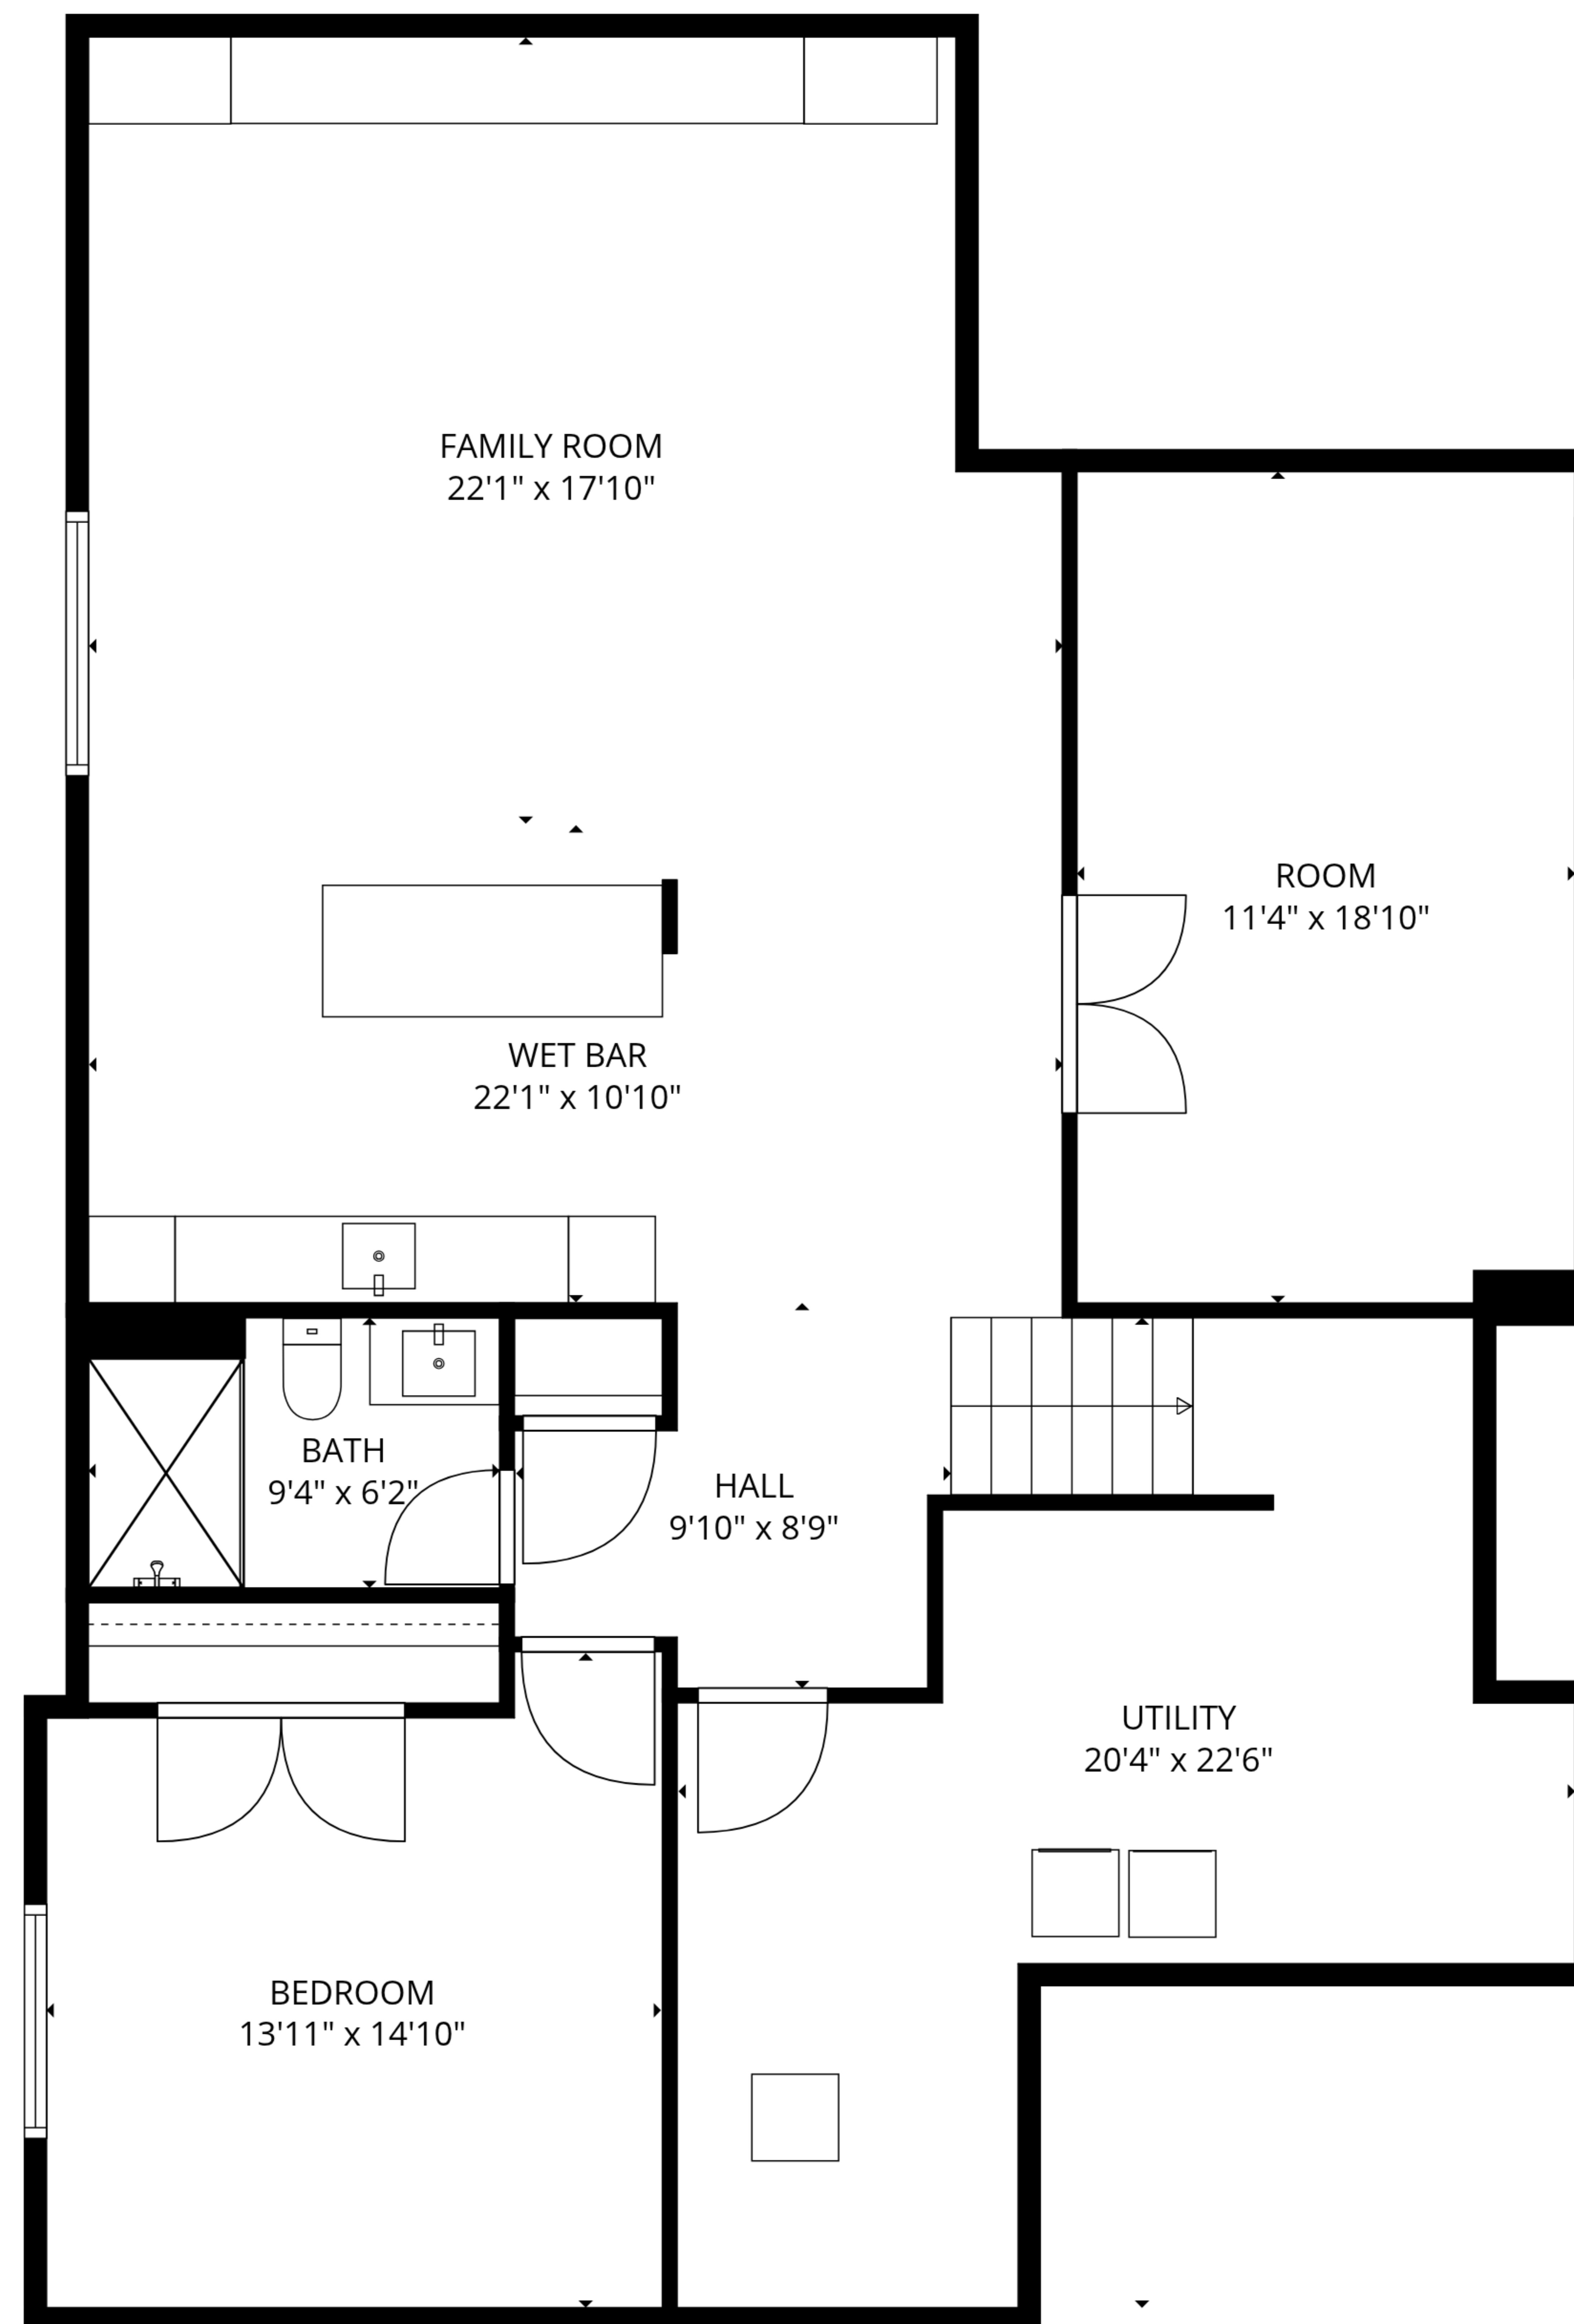 FAMILY ROOM
22'1" x 17'10"
ROOM
11'4" x 18'10"
WET BAR
22'1" x 10'10"
BATH
9'4" x 6'2"
HALL
9'10" x 8'9"
UTILITY
20'4" x 22'6"
BEDROOM
13'11" x 14'10"